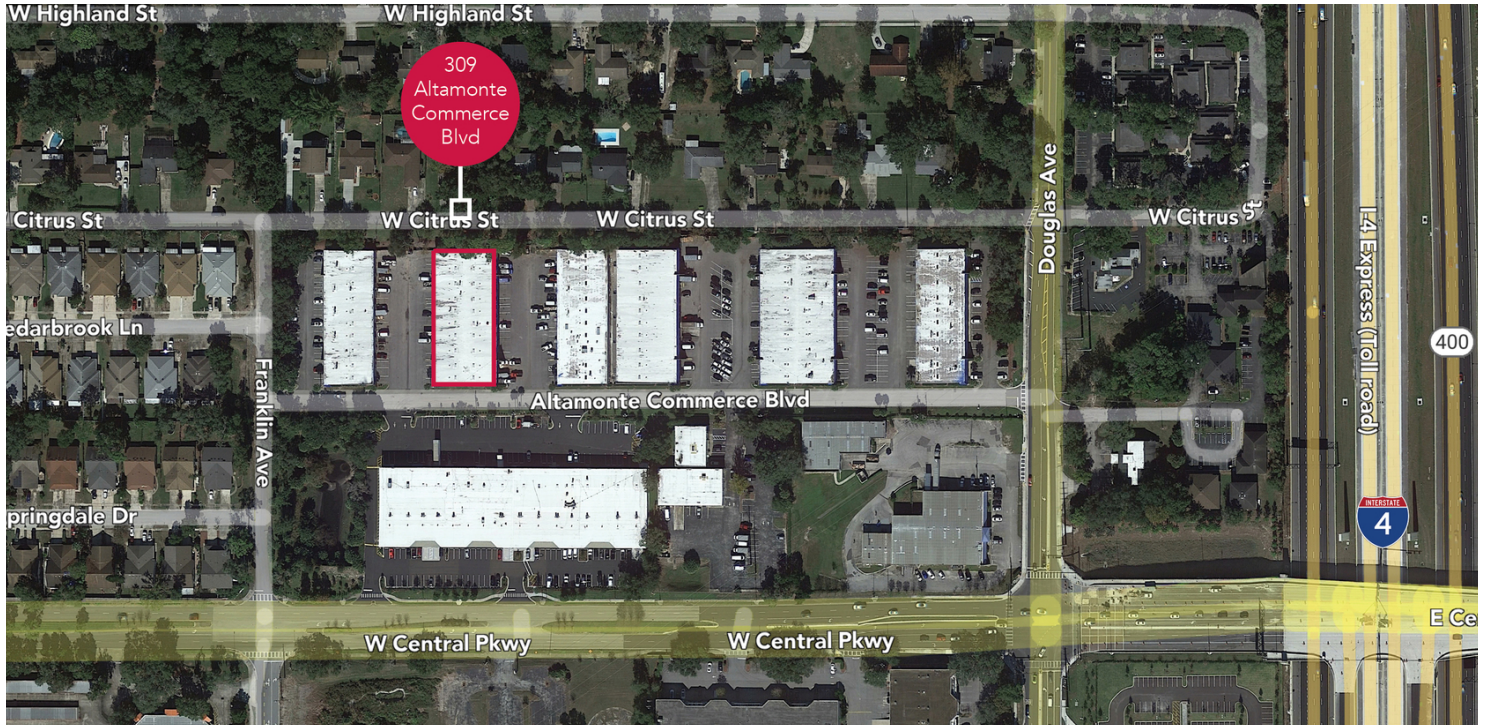 W Highland St
W Highland St
309
Altamonte
Commerce
Blvd
Douglas Ave
W Citrus St
W Citrus St
W Citrus St
Citrus St
I-4 Express (Toll road)
400
edarbrook Ln
Franklin Ave
Altamonte Commerce Blvd
pringdale Dr
INTERSTATE
4
E Ce
W Central Pkwy
W Central Pkwy